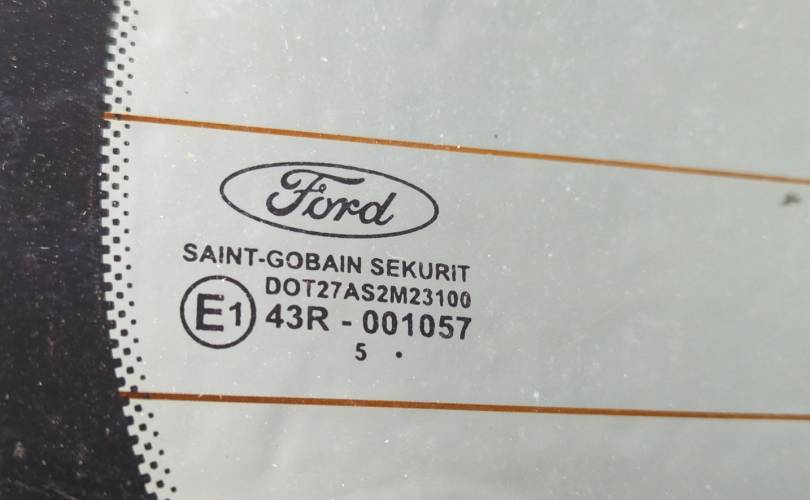 Ford
SAINT-GOBAIN SEKURIT
DOT27AS2M23100
E1 43R - 001057
5 •